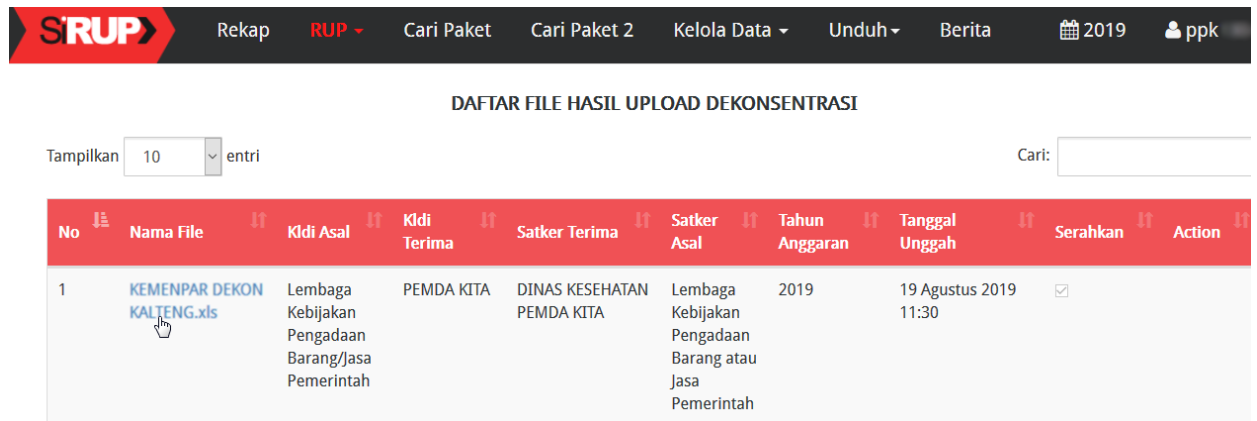 SiRUP Rekap RUP Cari Paket Cari Paket 2 Kelola Data Unduh Berita 2019 ppk
DAFTAR FILE HASIL UPLOAD DEKONSENTRASI
Tampilkan 10 entri Cari:
No Nama File Kldi Asal Kldi Terima Satker Terima Satker Asal Tahun Anggaran Tanggal Unggah Serahkan Action
1 KEMENPAR DEKON KALTENG.xls Lembaga Kebijakan Pengadaan Barang/Jasa Pemerintah PEMDA KITA DINAS KESEHATAN PEMDA KITA Lembaga Kebijakan Pengadaan Barang atau Jasa Pemerintah 2019 19 Agustus 2019 11:30